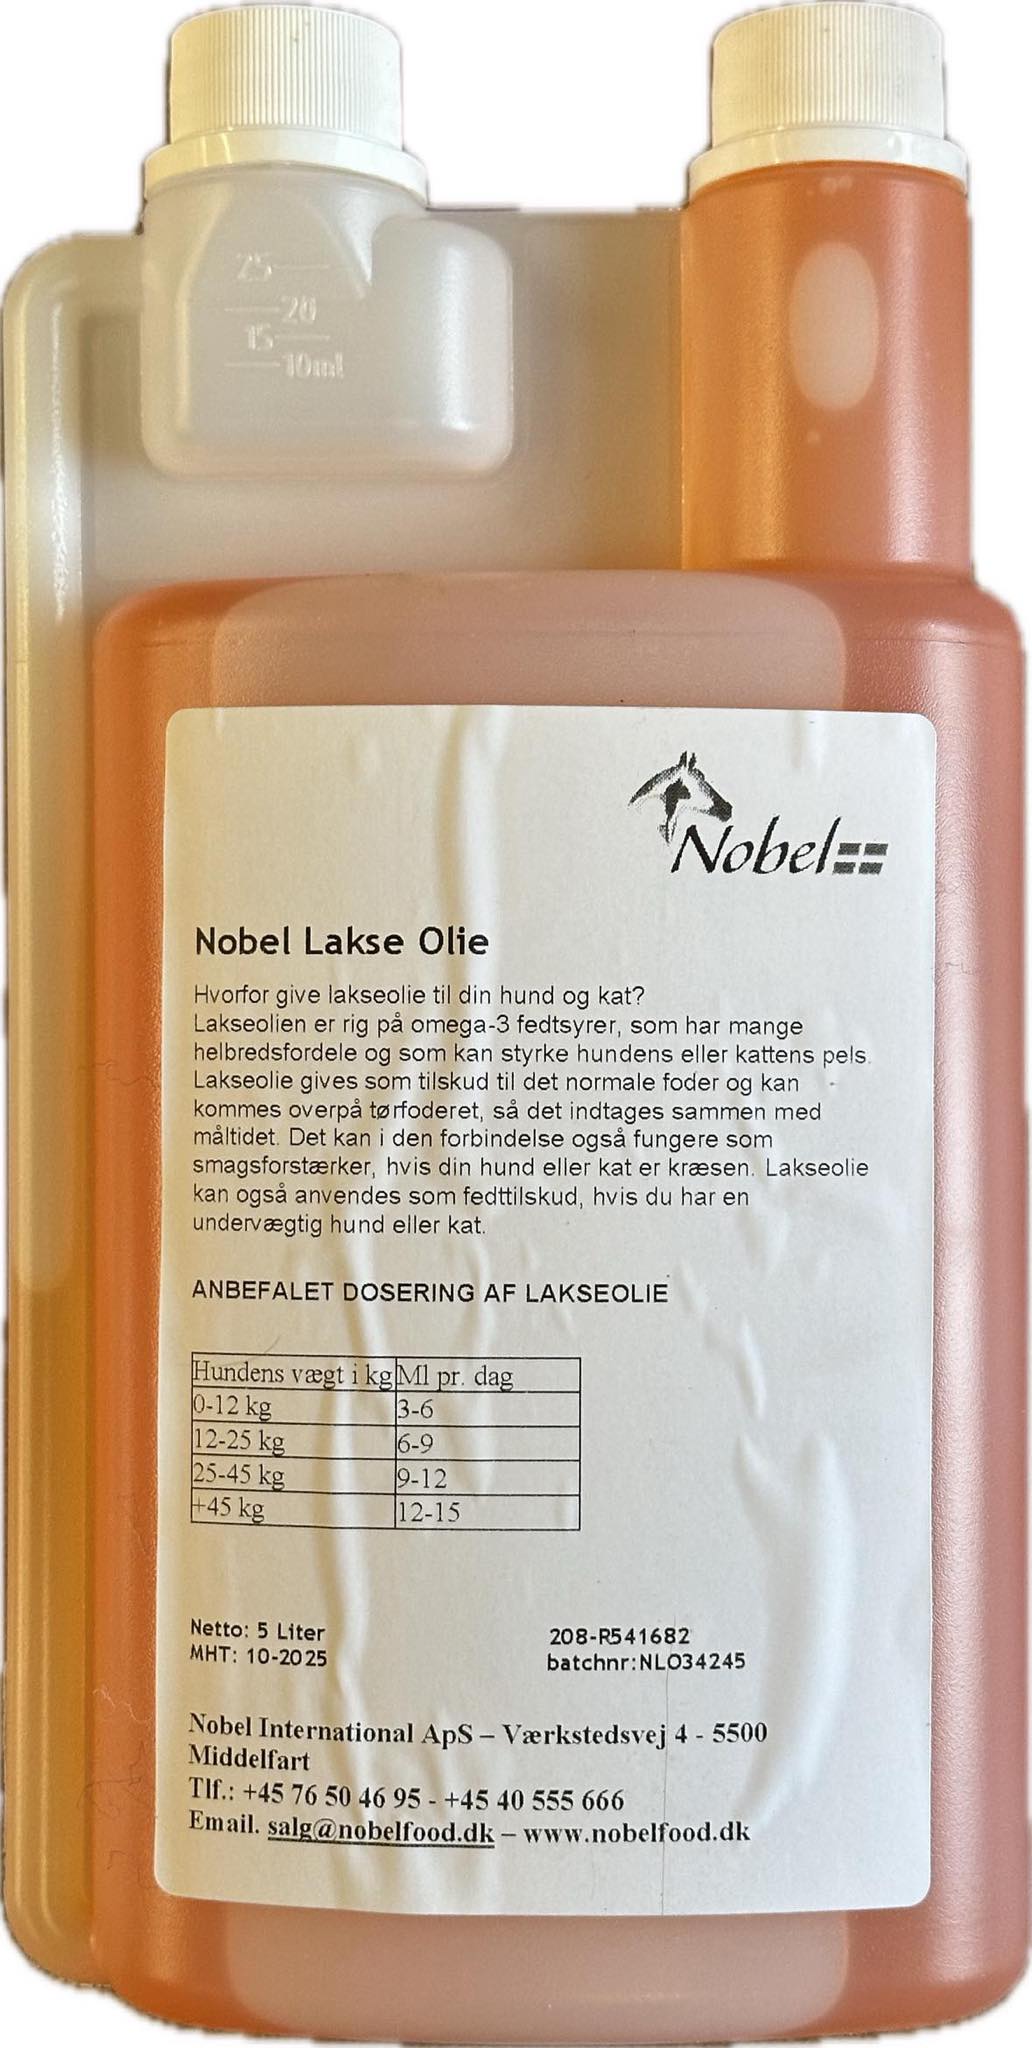 25
20
15
10ml
Nobel
Nobel Lakse Olie
Hvorfor give lakseolie til din hund og kat?
Lakseolien er rig på omega-3 fedtsyrer, som har mange
helbredsfordele og som kan styrke hundens eller kattens pels.
Lakseolie gives som tilskud til det normale foder og kan
kommes overpå tørfoderet, så det indtages sammen med
måltidet. Det kan i den forbindelse også fungere som
smagsforstærker, hvis din hund eller kat er kræsen. Lakseolie
kan også anvendes som fedttilskud, hvis du har en
undervægtig hund eller kat.
ANBEFALET DOSERING AF LAKSEOLIE
Hundens vægt i kg Ml pr. dag
0-12 kg 3-6
12-25 kg 6-9
25-45 kg 9-12
+45 kg 12-15
Netto: 5 Liter 208-R541682
MHT: 10-2025 batchnr:NLO34245
Nobel International ApS – Værkstedsvej 4 - 5500
Middelfart
Tlf.: +45 76 50 46 95 - +45 40 555 666
Email. salg@nobelfood.dk – www.nobelfood.dk